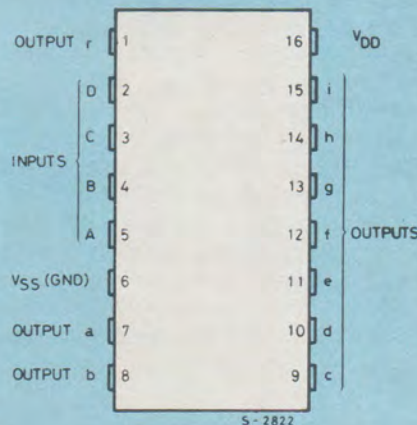 OUTPUT r 1 16 VDD
D 2 15 i
C 3 14 h
INPUTS
B 4 13 g
A 5 12 f OUTPUTS
VSS (GND) 6 11 e
OUTPUT a 7 10 d
OUTPUT b 8 9 c
S-2822